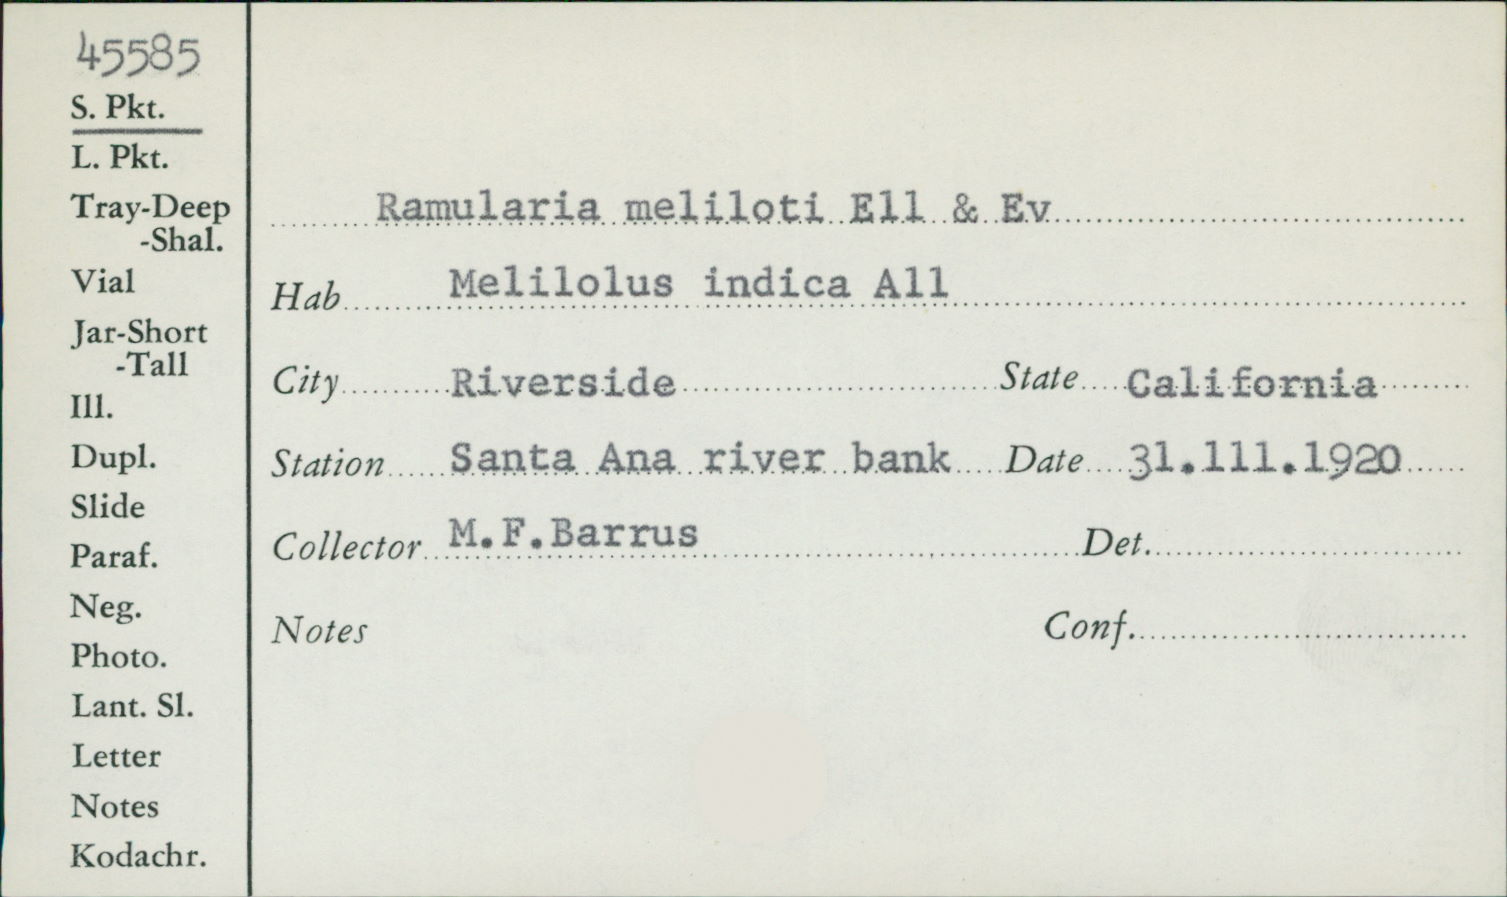 45585
S. Pkt.
L. Pkt.
Tray-Deep
-Shal.
Vial
Jar-Short
-Tall
Ill.
Dupl.
Slide
Paraf.
Neg.
Photo.
Lant. Sl.
Letter
Notes
Kodachr.
Ramularia meliloti Ell & Ev
Hab Melilolus indica All
City Riverside State California
Station Santa Ana river bank Date 31.lll.1920
Collector M.F.Barrus Det.
Notes Conf.